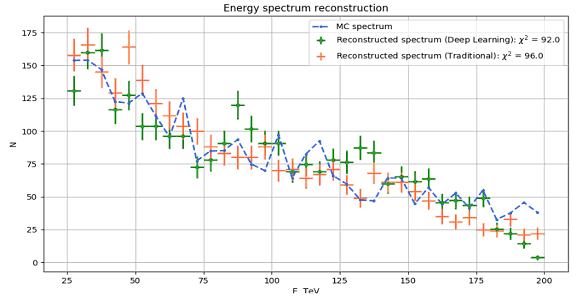 Energy spectrum reconstruction
MC spectrum
Reconstructed spectrum (Deep Learning): χ² = 92.0
Reconstructed spectrum (Traditional): χ² = 96.0
N
175
150
125
100
75
50
25
0
25 50 75 100 125 150 175 200
E, TeV